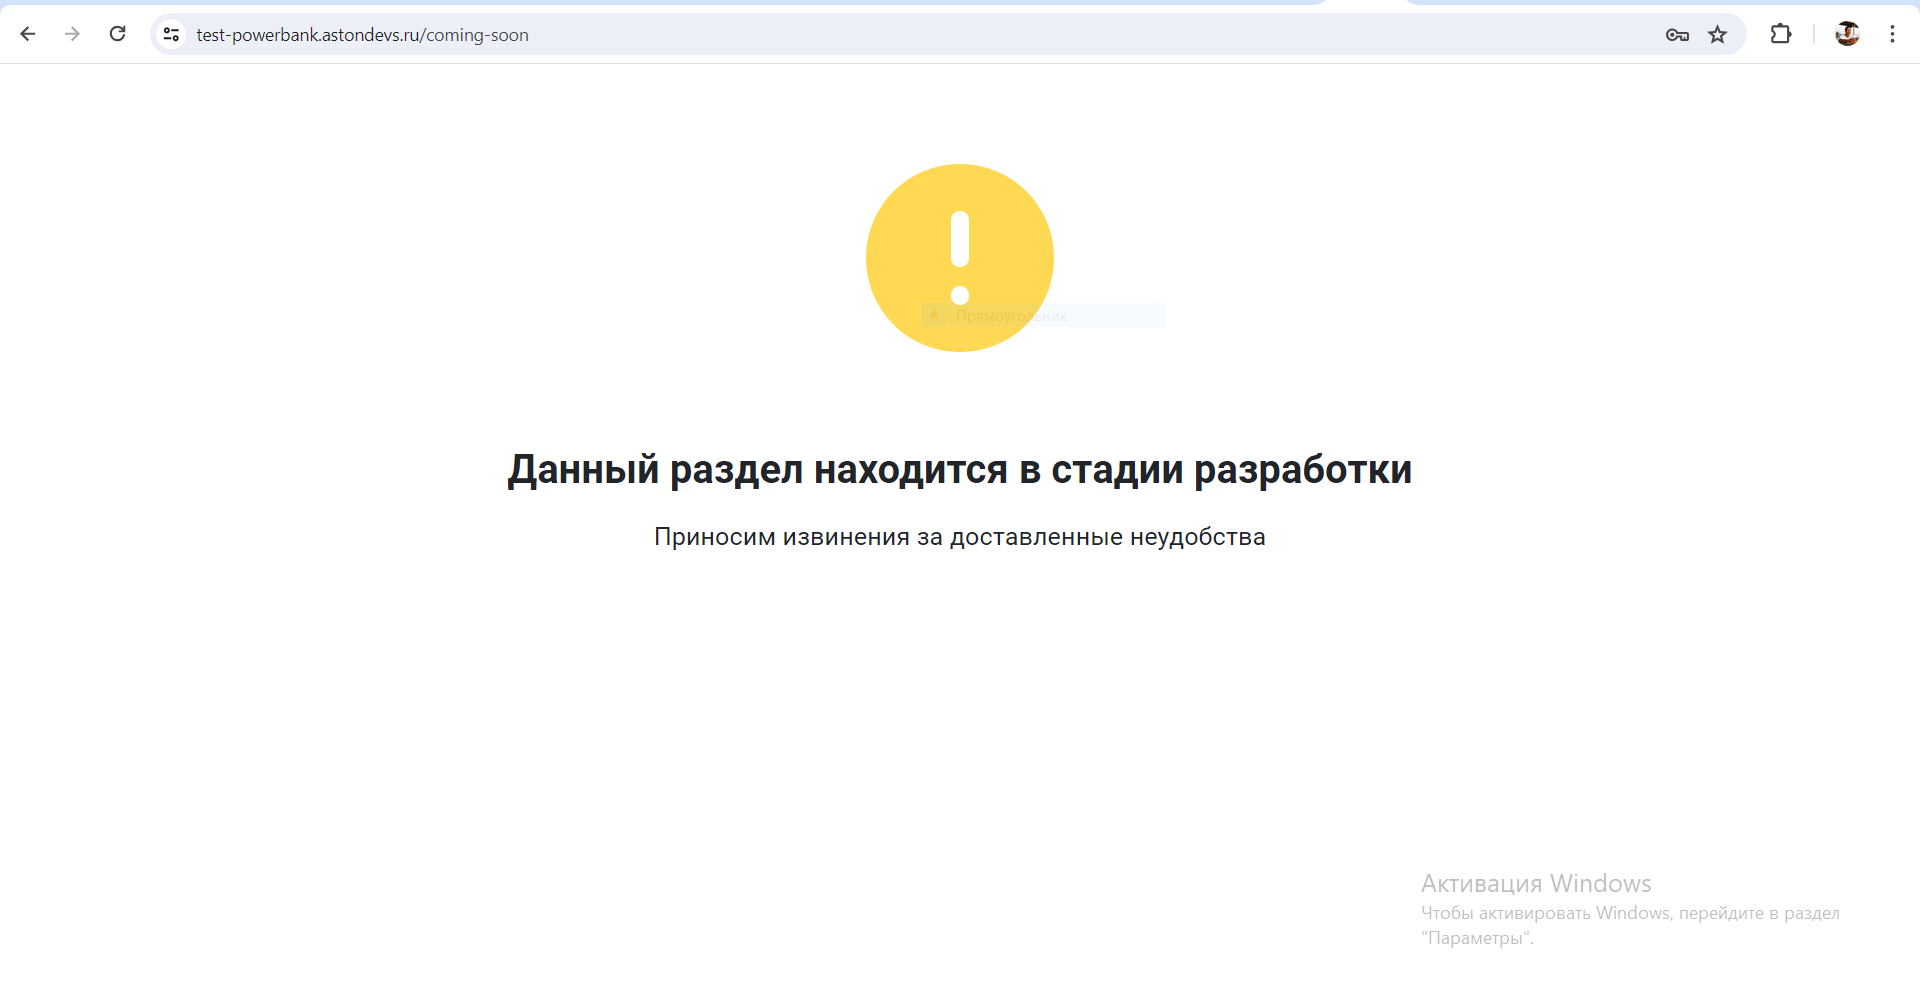 test-powerbank.astondevs.ru/coming-soon
Прямоугольник
Данный раздел находится в стадии разработки
Приносим извинения за доставленные неудобства
Активация Windows
Чтобы активировать Windows, перейдите в раздел
"Параметры".